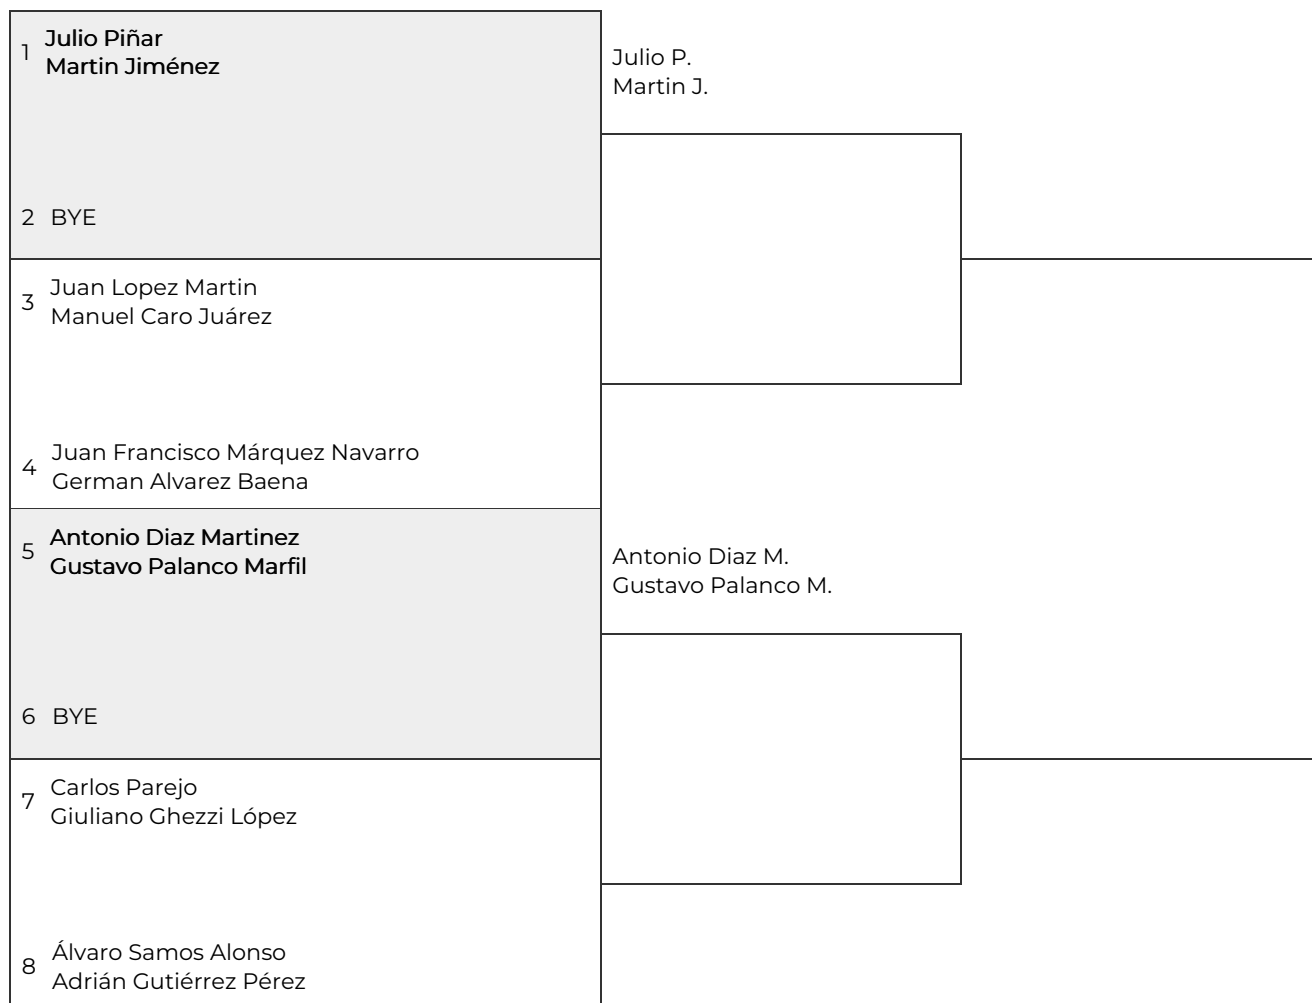 1 Julio Piñar
Martin Jiménez
2 BYE
3 Juan Lopez Martin
Manuel Caro Juárez
4 Juan Francisco Márquez Navarro
German Alvarez Baena
5 Antonio Diaz Martinez
Gustavo Palanco Marfil
6 BYE
7 Carlos Parejo
Giuliano Ghezzi López
8 Álvaro Samos Alonso
Adrián Gutiérrez Pérez
Julio P.
Martin J.
Antonio Diaz M.
Gustavo Palanco M.